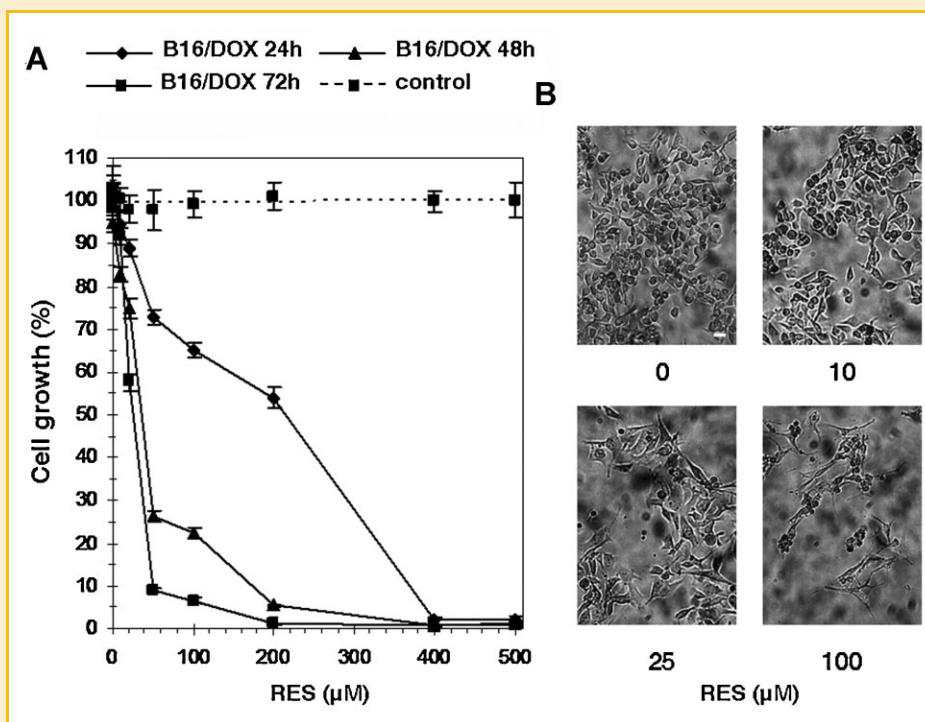 A
B16/DOX 24h
B16/DOX 48h
B16/DOX 72h
control
110
100
90
80
70
60
50
40
30
20
10
0
Cell growth (%)
0
100
200
300
400
500
RES (µM)
B
0
10
25
100
RES (µM)